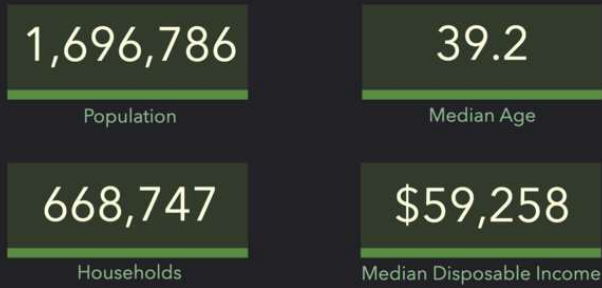 1,696,786
Population
39.2
Median Age
668,747
Households
$59,258
Median Disposable Income